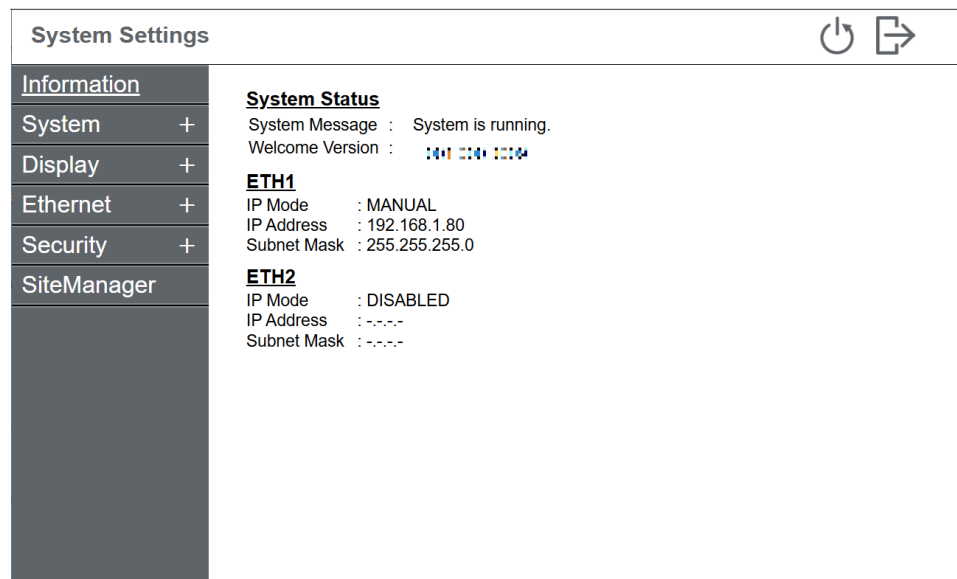 System Settings
Information
System +
Display +
Ethernet +
Security +
SiteManager
System Status
System Message : System is running.
Welcome Version :
ETH1
IP Mode : MANUAL
IP Address : 192.168.1.80
Subnet Mask : 255.255.255.0
ETH2
IP Mode : DISABLED
IP Address : -.-.-.-
Subnet Mask : -.-.-.-